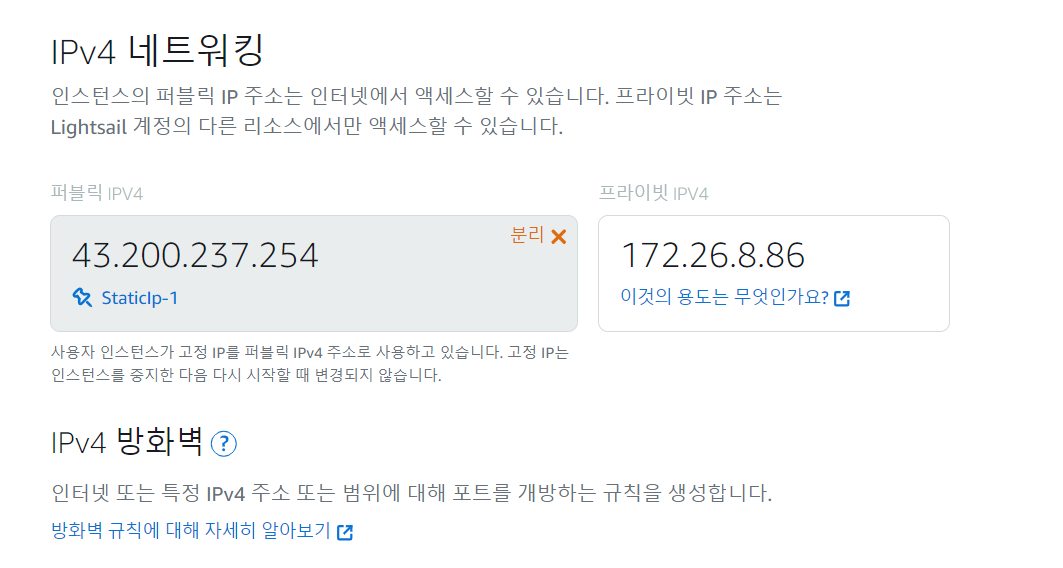 IPv4 네트워킹
인스턴스의 퍼블릭 IP 주소는 인터넷에서 액세스할 수 있습니다. 프라이빗 IP 주소는
Lightsail 계정의 다른 리소스에서만 액세스할 수 있습니다.
퍼블릭 IPV4
43.200.237.254
분리
StaticIp-1
사용자 인스턴스가 고정 IP를 퍼블릭 IPv4 주소로 사용하고 있습니다. 고정 IP는
인스턴스를 중지한 다음 다시 시작할 때 변경되지 않습니다.
프라이빗 IPV4
172.26.8.86
이것의 용도는 무엇인가요?
IPv4 방화벽 ?
인터넷 또는 특정 IPv4 주소 또는 범위에 대해 포트를 개방하는 규칙을 생성합니다.
방화벽 규칙에 대해 자세히 알아보기